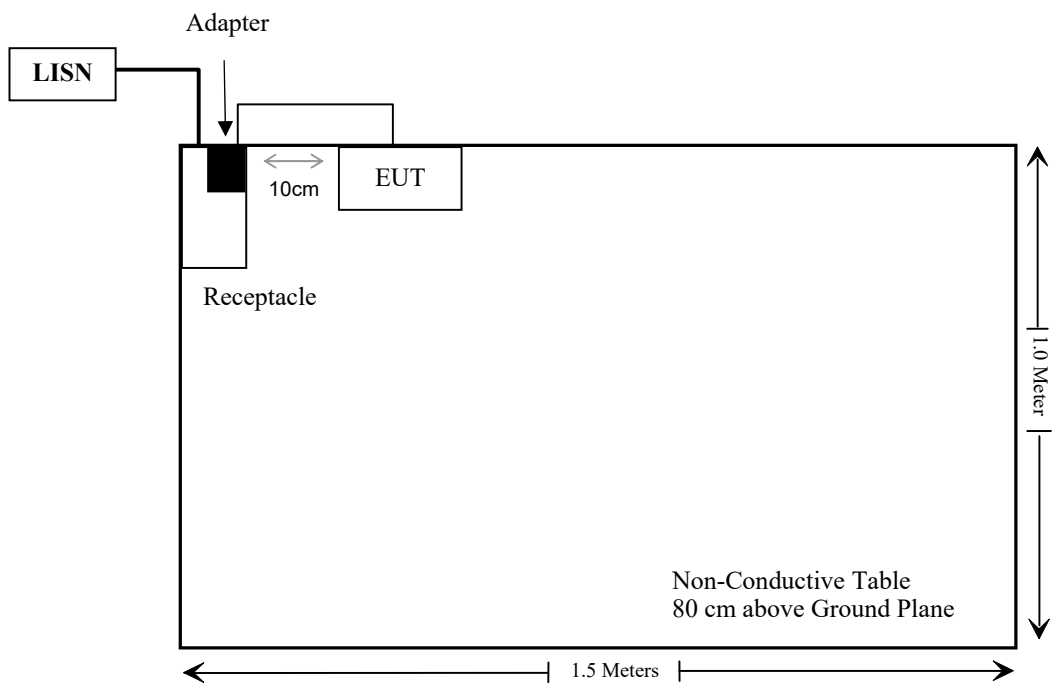 Adapter
LISN
10cm
EUT
Receptacle
1.0 Meter
Non-Conductive Table
80 cm above Ground Plane
1.5 Meters